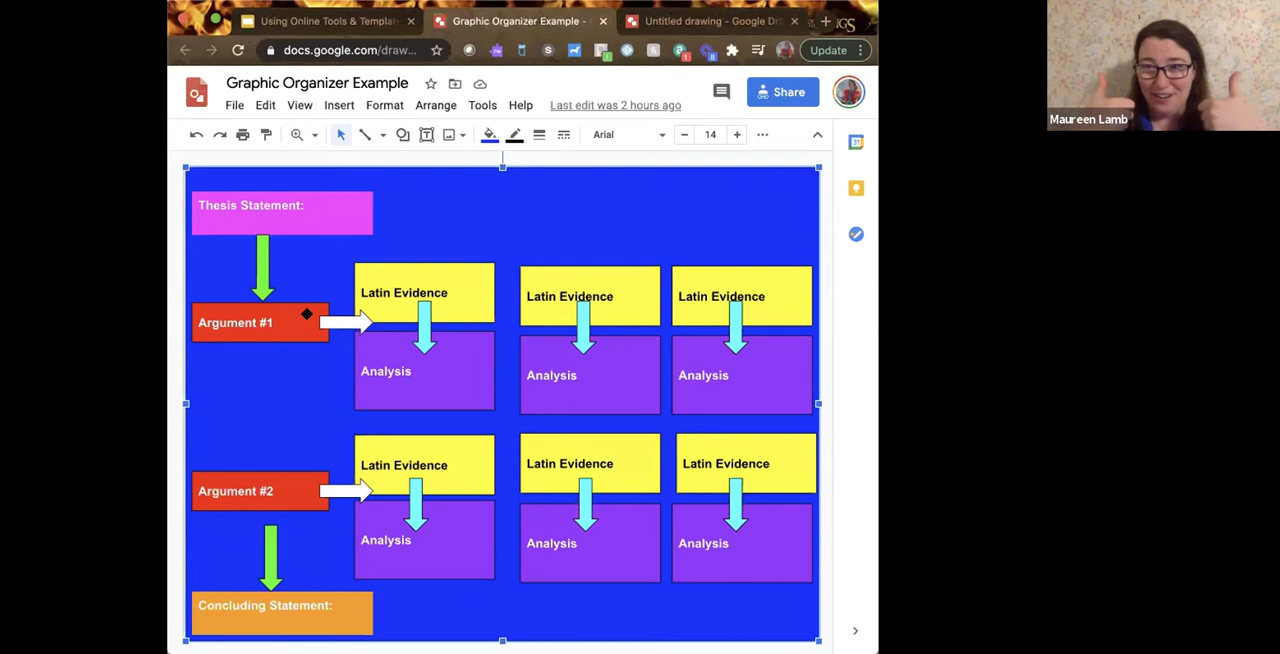 Using Online Tools & Templat
Graphic Organizer Example -
Untitled drawing - Google Dr
GS
docs.google.com/draw...
Update
Graphic Organizer Example
File Edit View Insert Format Arrange Tools Help Last edit was 2 hours ago
Share
Arial
14
Thesis Statement:
Latin Evidence
Latin Evidence
Latin Evidence
Argument #1
Analysis
Analysis
Analysis
Latin Evidence
Latin Evidence
Latin Evidence
Argument #2
Analysis
Analysis
Analysis
Concluding Statement:
Maureen Lamb
31